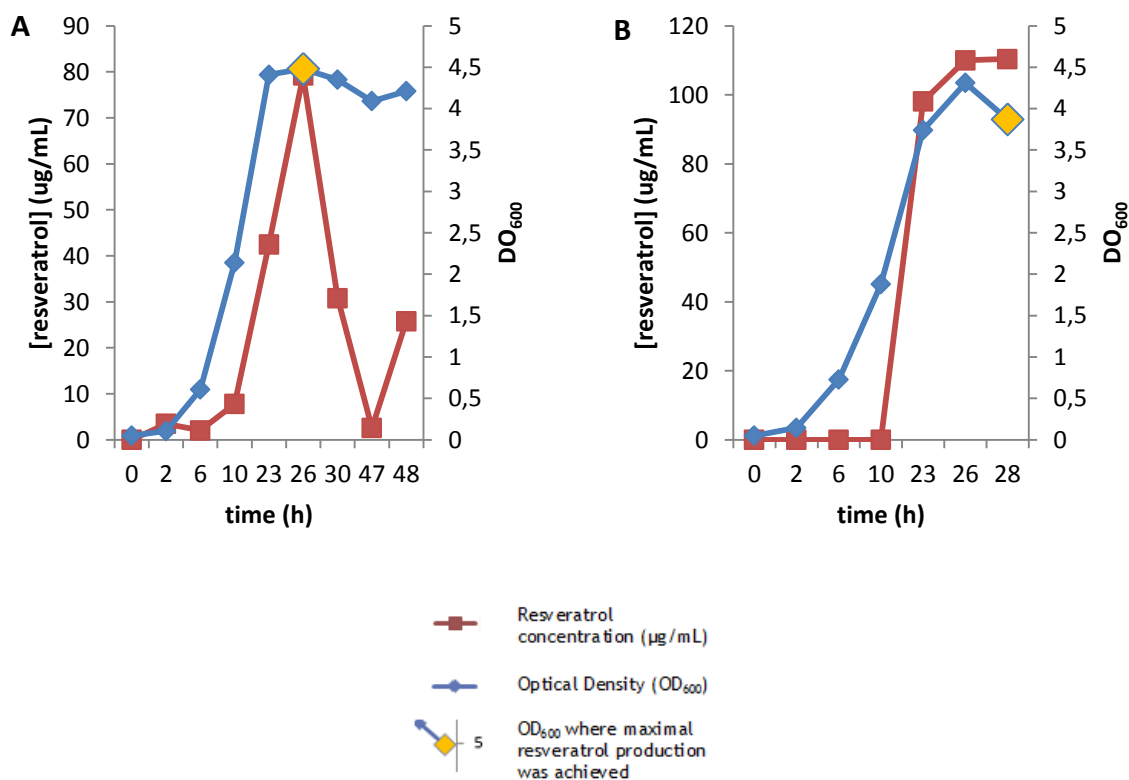 A
[resveratrol] (ug/mL)
90
80
70
60
50
40
30
20
10
0
5
4,5
4
3,5
3
2,5
2
1,5
1
0,5
0
DO600
0 2 6 10 23 26 30 47 48
time (h)
B
[resveratrol] (ug/mL)
120
100
80
60
40
20
0
5
4,5
4
3,5
3
2,5
2
1,5
1
0,5
0
DO600
0 2 6 10 23 26 28
time (h)
Resveratrol
concentration (µg/mL)
Optical Density (OD600)
5
OD600 where maximal
resveratrol production
was achieved